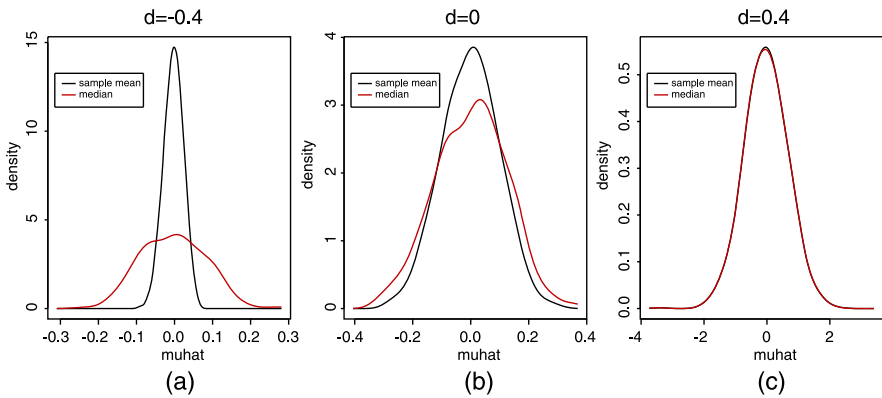 d=-0.4
15
10
5
0
density
sample mean
median
-0.3
-0.2
-0.1
0.0
0.1
0.2
0.3
muhat
(a)
d=0
4
3
2
1
0
density
sample mean
median
-0.4
-0.2
0.0
0.2
0.4
muhat
(b)
d=0.4
0.5
0.4
0.3
0.2
0.1
0.0
density
sample mean
median
-4
-2
0
2
muhat
(c)